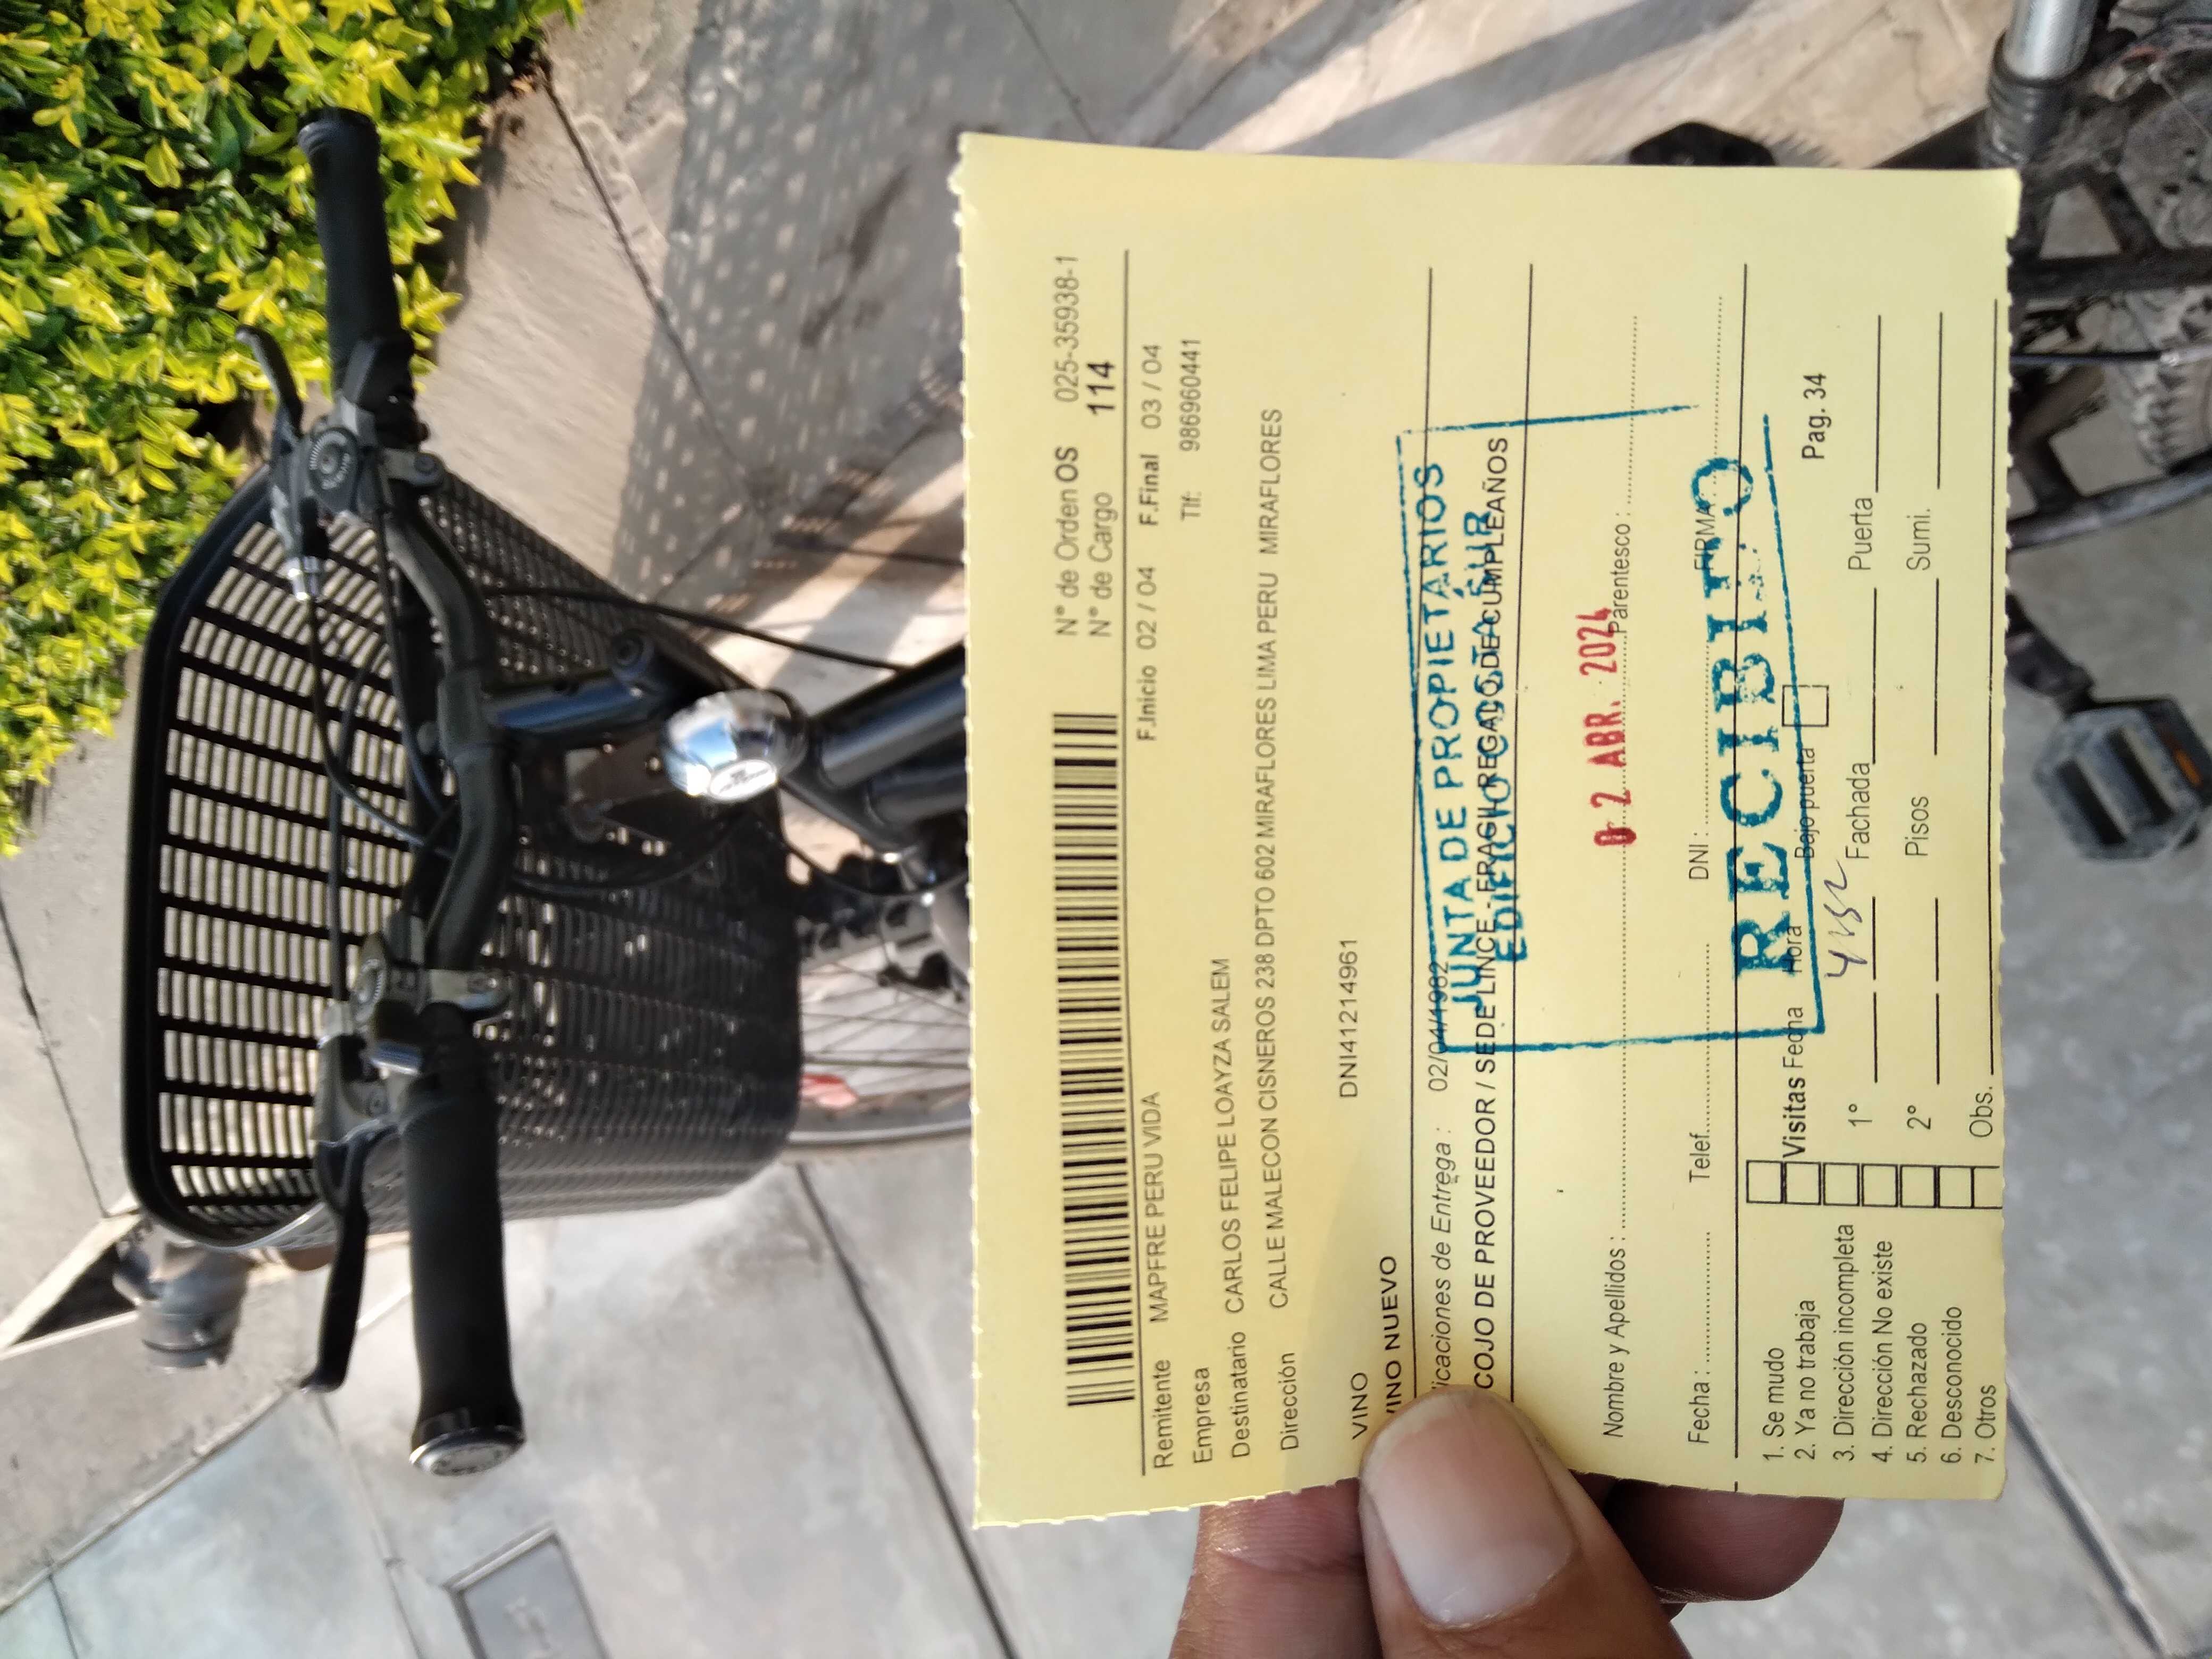 N° de Orden OS 025-35938-1
N° de Cargo 114
F.Inicio 02 / 04 F.Final 03 / 04
Remitente MAPFRE PERU VIDA
Tlf: 986960441
Empresa
Destinatario CARLOS FELIPE LOAYZA SALEM
Dirección CALLE MALECON CISNEROS 238 DPTO 602 MIRAFLORES LIMA PERU MIRAFLORES
DNI41214961
VINO
VINO NUEVO
icaciones de Entrega : 02/04/1982
COJO DE PROVEEDOR / SEDE LINCE - FRAGIL REGALO DE CUMPLEAÑOS
JUNTA DE PROPIETARIOS
EDIFICIO COSTA SUR
02 ABR. 2024
Nombre y Apellidos : Parentesco :
Fecha : Telef. DNI : FIRMA
RECIBIDO
1. Se mudo
2. Ya no trabaja
3. Dirección incompleta
4. Dirección No existe
5. Rechazado
6. Desconocido
7. Otros
Visitas Fecha Hora Bajo puerta Pag. 34
1° Fachada Puerta
2° Pisos Sumi.
Obs.